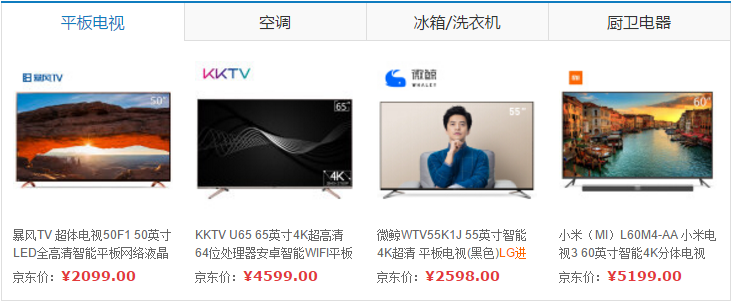 平板电视
空调
冰箱/洗衣机
厨卫电器
暴风TV
50"
KKTV
65"
4K
微鲸
WHALEY
55"
60"
暴风TV 超体电视50F1 50英寸
LED全高清智能平板网络液晶
京东价：¥2099.00
KKTV U65 65英寸4K超高清
64位处理器安卓智能WIFI平板
京东价：¥4599.00
微鲸WTV55K1J 55英寸智能
4K超清 平板电视(黑色)LG进
京东价：¥2598.00
小米（MI）L60M4-AA 小米电
视3 60英寸智能4K分体电视
京东价：¥5199.00